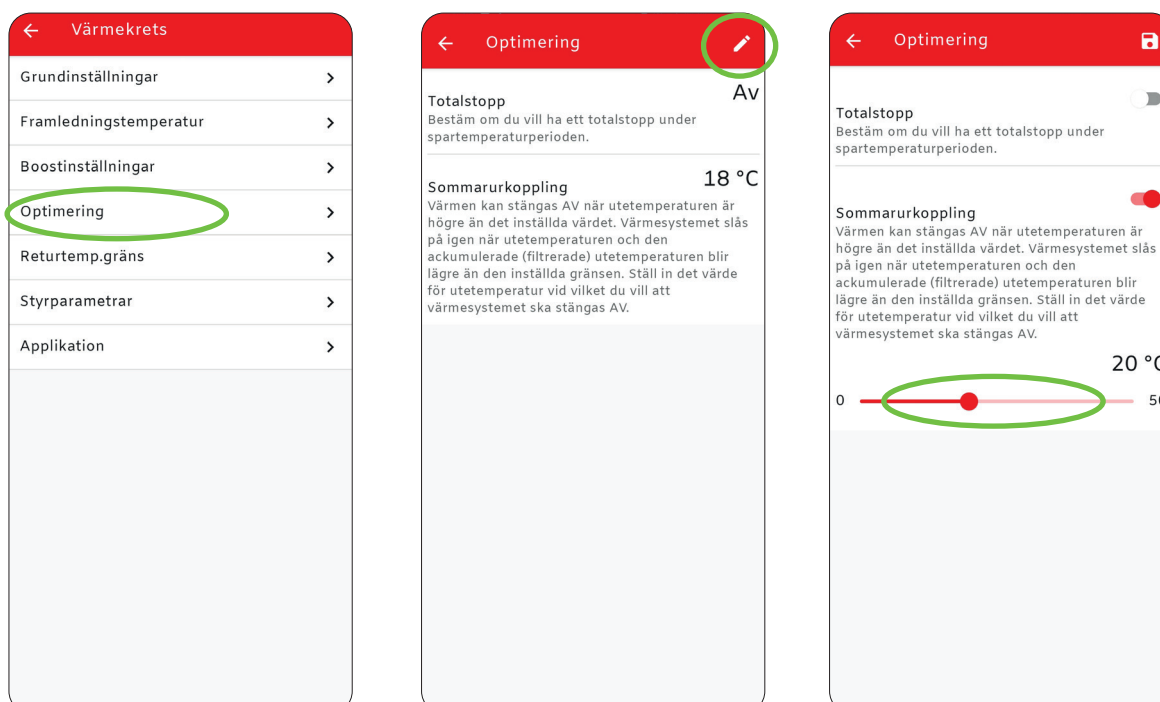 Värmekrets
Grundinställningar
Framledningstemperatur
Boostinställningar
Optimering
Returtemp.gräns
Styrparametrar
Applikation
Optimering
Av
Totalstopp
Bestäm om du vill ha ett totalstopp under
spartemperaturperioden.
18 °C
Sommarurkoppling
Värmen kan stängas AV när utetemperaturen är
högre än det inställda värdet. Värmesystemet slås
på igen när utetemperaturen och den
ackumulerade (filtrerade) utetemperaturen blir
lägre än den inställda gränsen. Ställ in det värde
för utetemperatur vid vilket du vill att
värmesystemet ska stängas AV.
Optimering
Totalstopp
Bestäm om du vill ha ett totalstopp under
spartemperaturperioden.
Sommarurkoppling
Värmen kan stängas AV när utetemperaturen är
högre än det inställda värdet. Värmesystemet slås
på igen när utetemperaturen och den
ackumulerade (filtrerade) utetemperaturen blir
lägre än den inställda gränsen. Ställ in det värde
för utetemperatur vid vilket du vill att
värmesystemet ska stängas AV.
20 °C
0